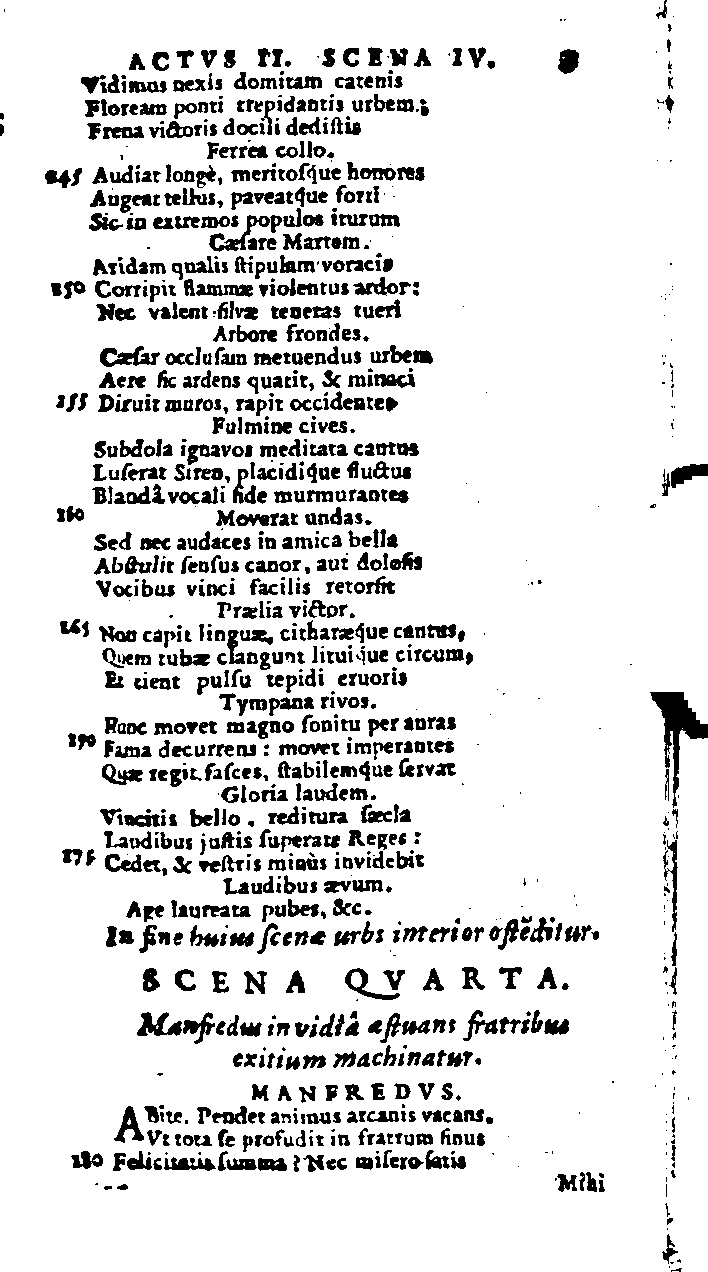 ACTVS II. SCENA IV.
Vidimus nexis domitam catenis
Floream ponti trepidantis urbem;
Frena victoris docili dediſtis
Ferrea collo.
245 Audiat longè, meritoſque honores
Augeat tellus, paveatque forti
Sic in extremos populos iturum
Cæſare Martem.
Aridam qualis ſtipulam voracis
250 Corripit flammæ violentus ardor:
Nec valent ſilvæ teneras tueri
Arbore frondes.
Cæſar occluſam metuendus urbem
Aere ſic ardens quatit, & minaci
255 Diruit muros, rapit occidentes
Fulmine cives.
Subdola ignavos meditata cantus
Luſerat Siren, placidique fluctus
Blandâ vocali fide murmurantes
260 Moverat undas.
Sed nec audaces in amica bella
Abſtulit ſenſus canor, aut doloſis
Vocibus vinci facilis retorſit
Prælia victor.
265 Non capit linguæ, citharæque cantus,
Quem tubæ clangunt lituique circum,
Et cient pulſu tepidi cruoris
Tympana rivos.
Hunc movet magno ſonitu per auras
270 Fama decurrens: movet imperantes
Quæ regit faſces, ſtabilemque ſervat
Gloria laudem.
Vincitis bello, reditura ſæcla
Laudibus juſtis ſuperate Reges:
275 Cedet, & veſtris minùs invidebit
Laudibus ævum.
Age laureata pubes, &c.
In fine huius ſcenæ urbs interior oſtẽditur.
SCENA QVARTA.
Manfredus invidiâ æſtuans fratribus
exitium machinatur.
MANFREDVS.
ABite. Pendet animus arcanis vacans.
Vt tota ſe profudit in fratrum ſinus
280 Felicitatis ſumma? Nec miſero ſatis
Mihi